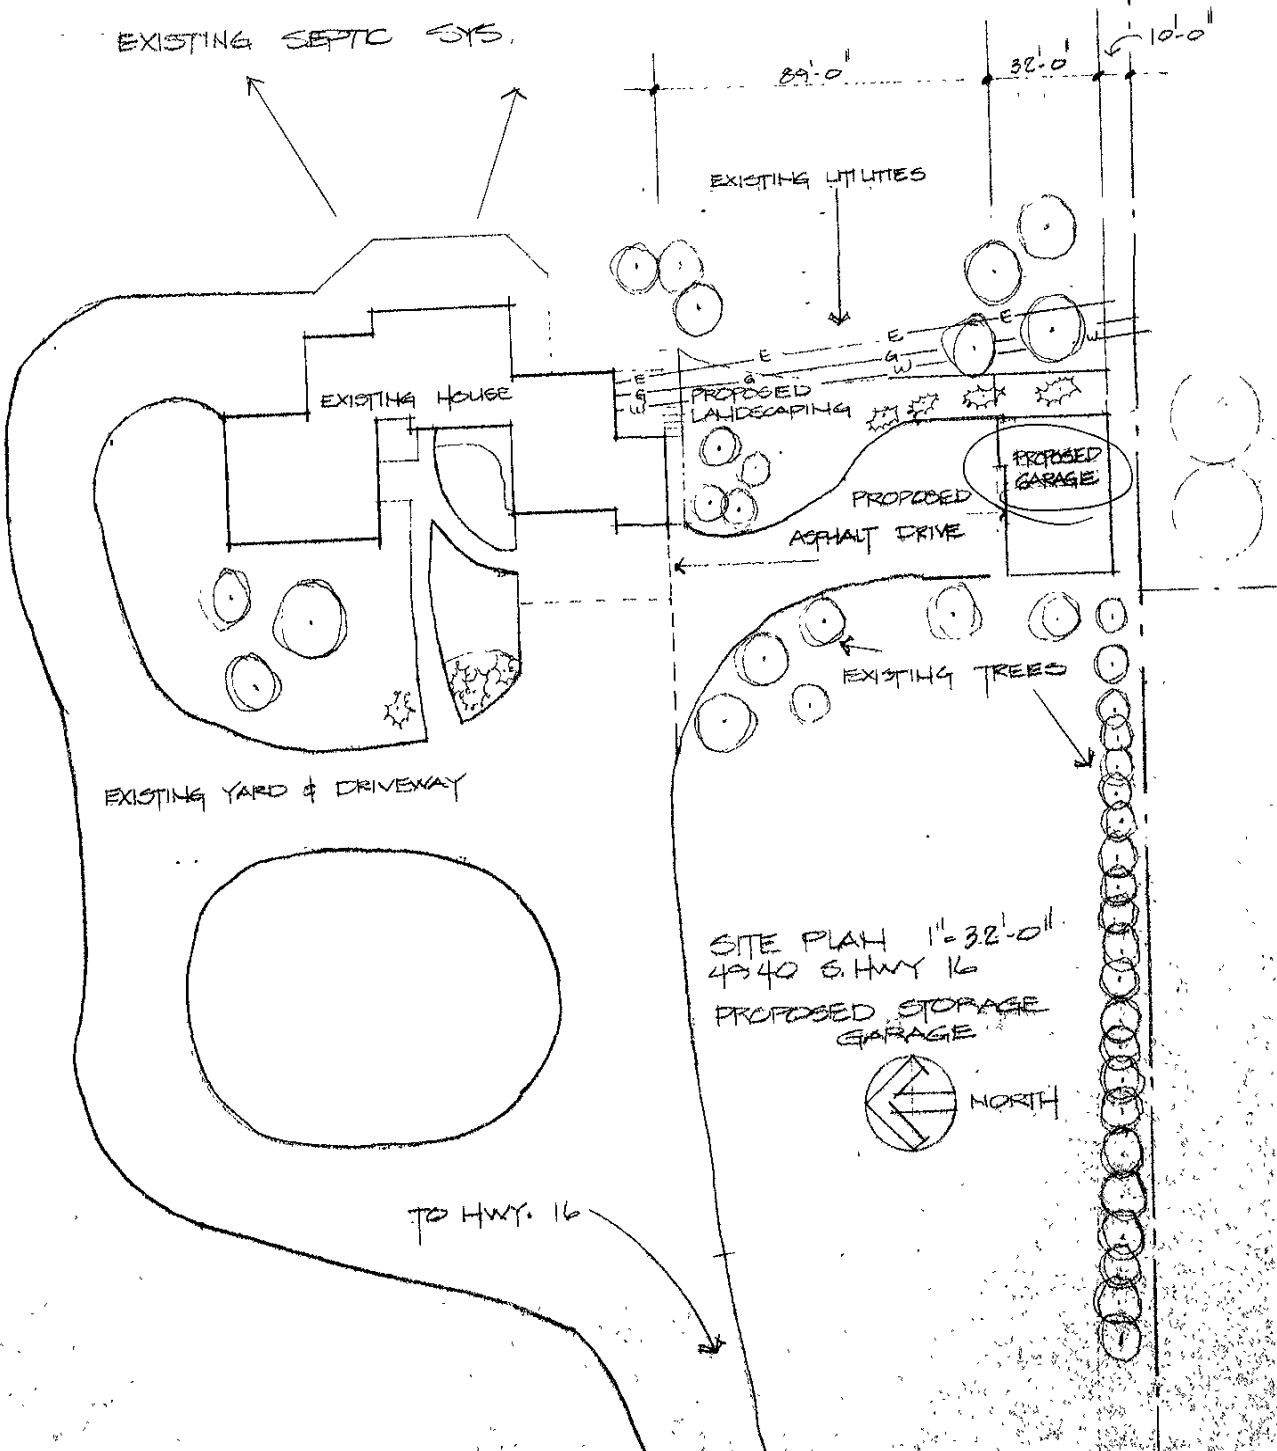 EXISTING SEPTIC SYS.
89'-0"
32'-0"
10'-0"
EXISTING UTILITIES
E
E
E
E
G
W
W
G
G
W
EXISTING HOUSE
PROPOSED
LANDSCAPING
PROPOSED
GARAGE
PROPOSED
ASPHALT DRIVE
EXISTING TREES
EXISTING YARD & DRIVEWAY
SITE PLAN 1"=32'-0"
4940 S. HWY 16
PROPOSED STORAGE
GARAGE
NORTH
TO HWY. 16